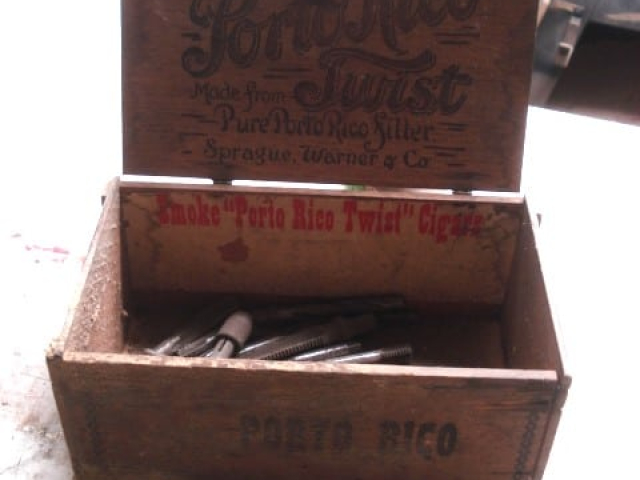 Porto Rico
Twist
Made from
Pure Porto Rico Filler
Sprague, Warner & Co
Smoke "Porto Rico Twist" Cigars
PORTO RICO